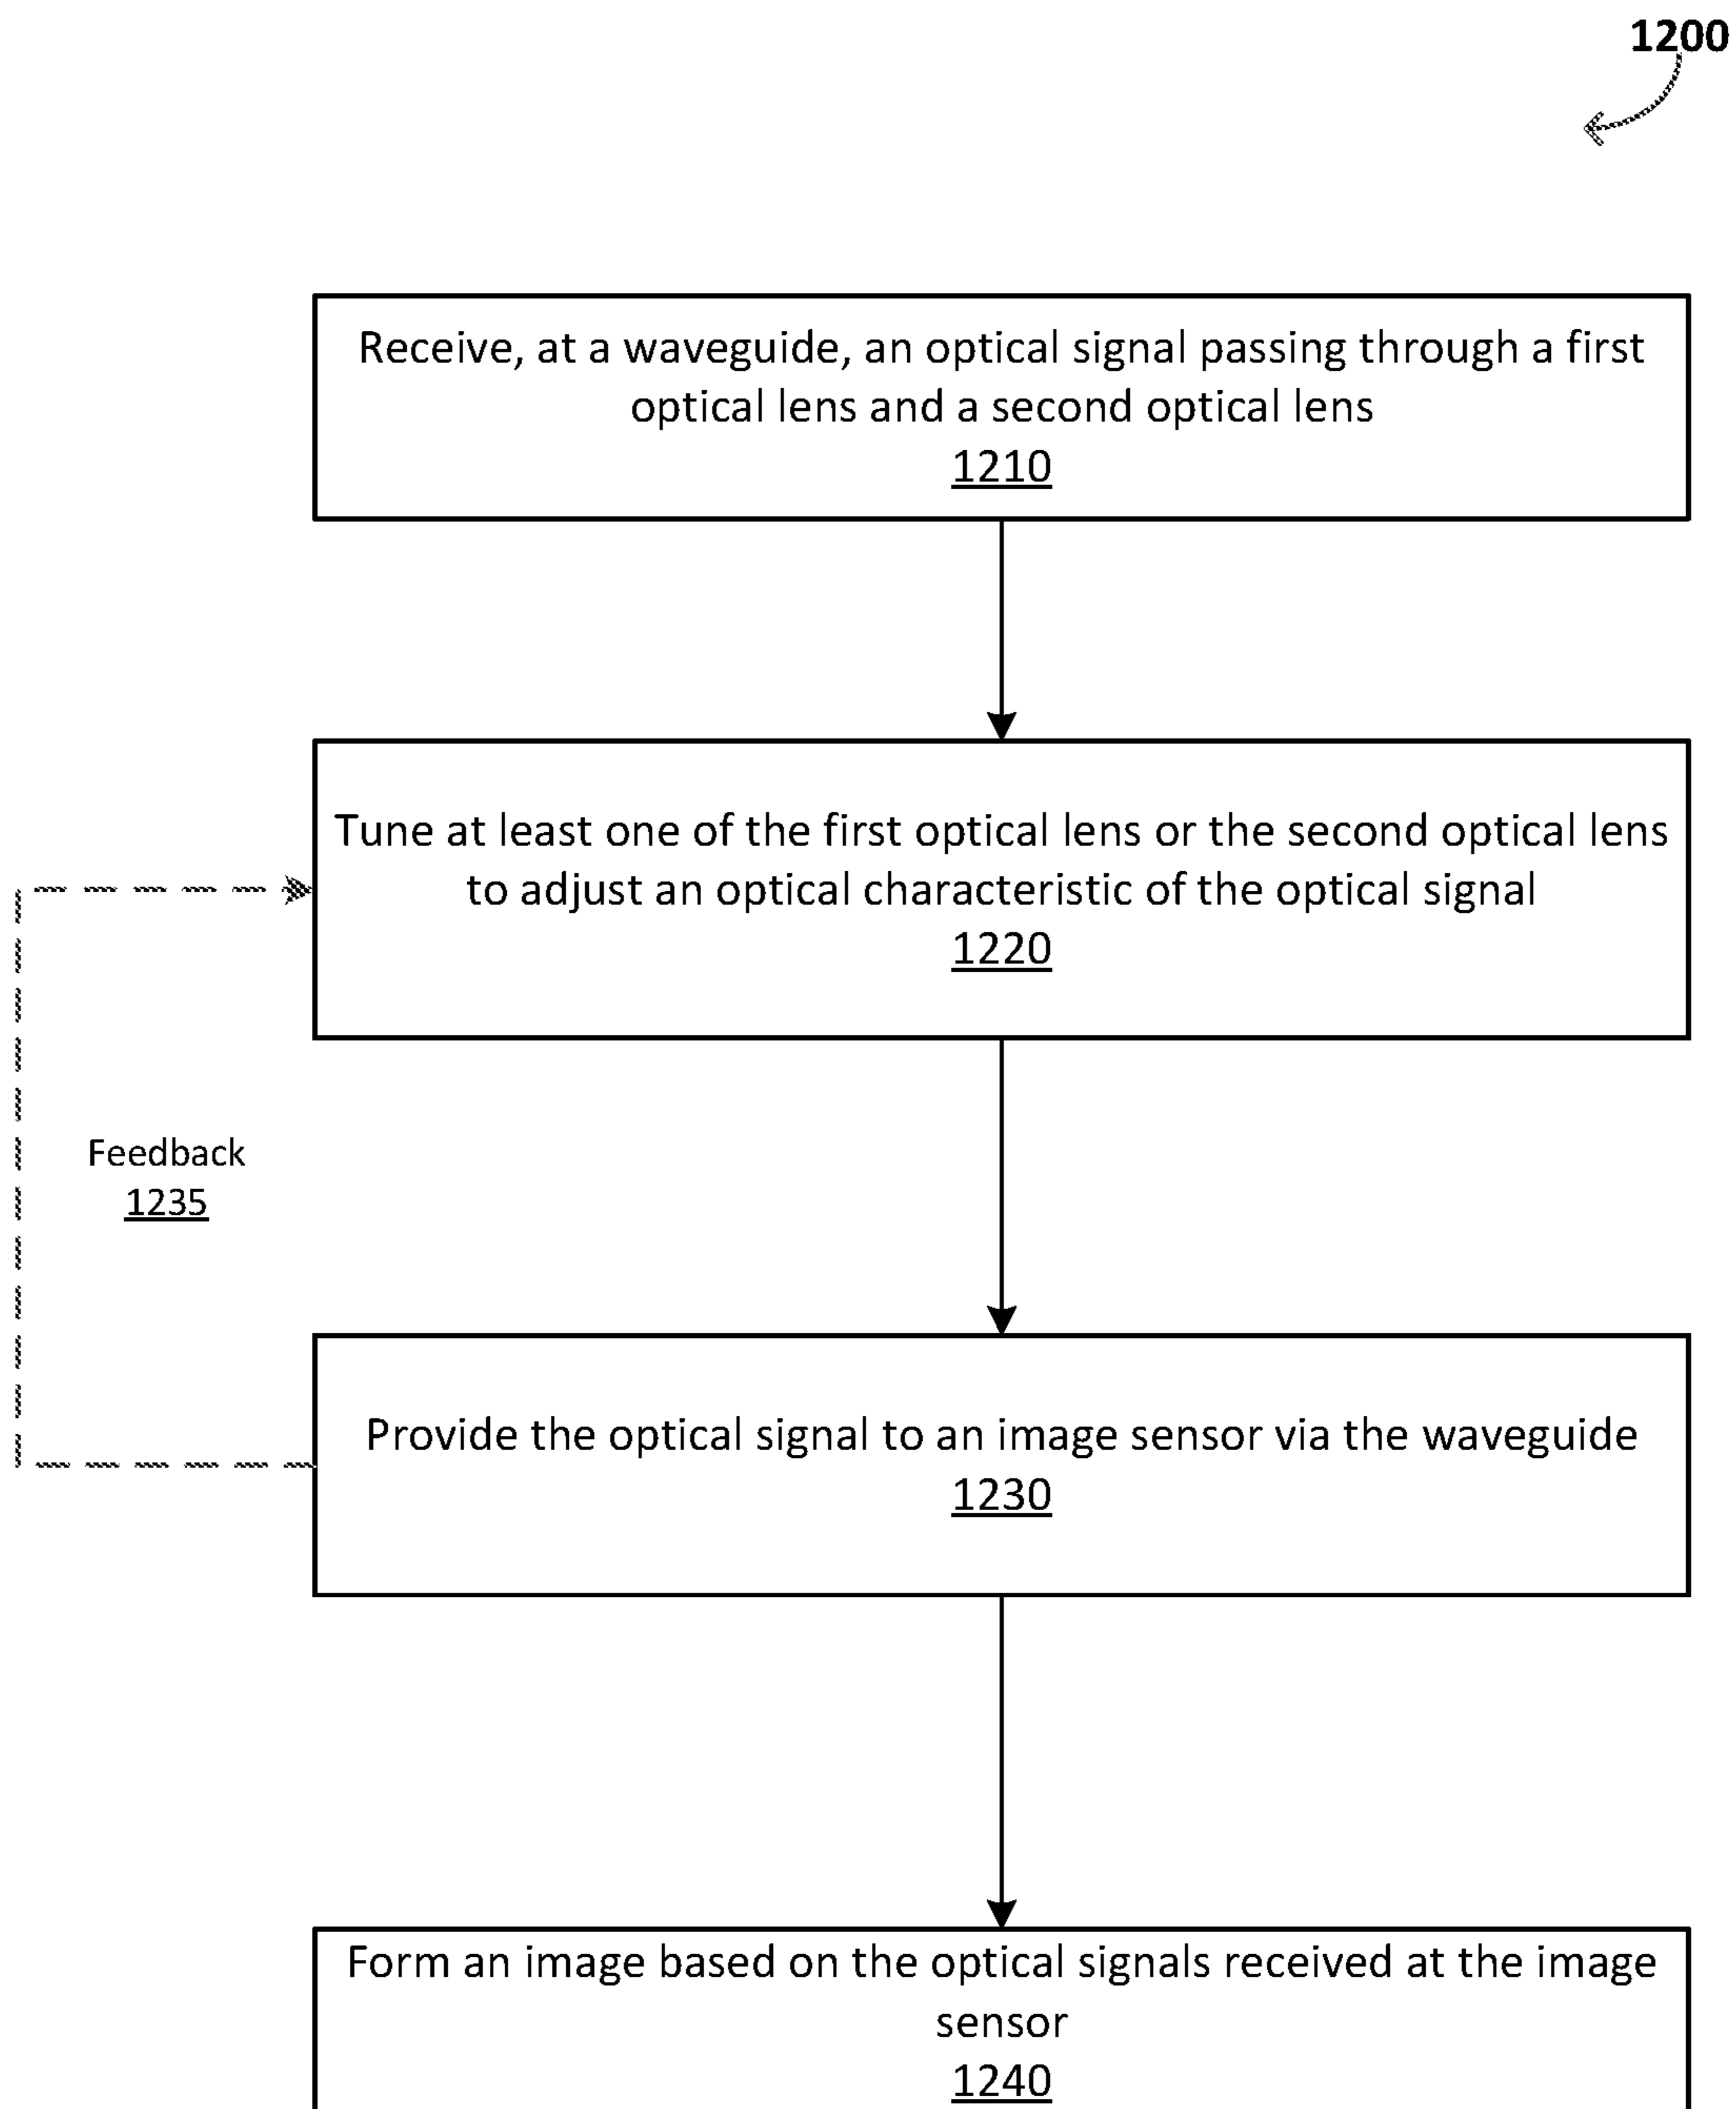 1200
Receive, at a waveguide, an optical signal passing through a first
optical lens and a second optical lens
1210
Tune at least one of the first optical lens or the second optical lens
to adjust an optical characteristic of the optical signal
1220
Feedback
1235
Provide the optical signal to an image sensor via the waveguide
1230
Form an image based on the optical signals received at the image
sensor
1240